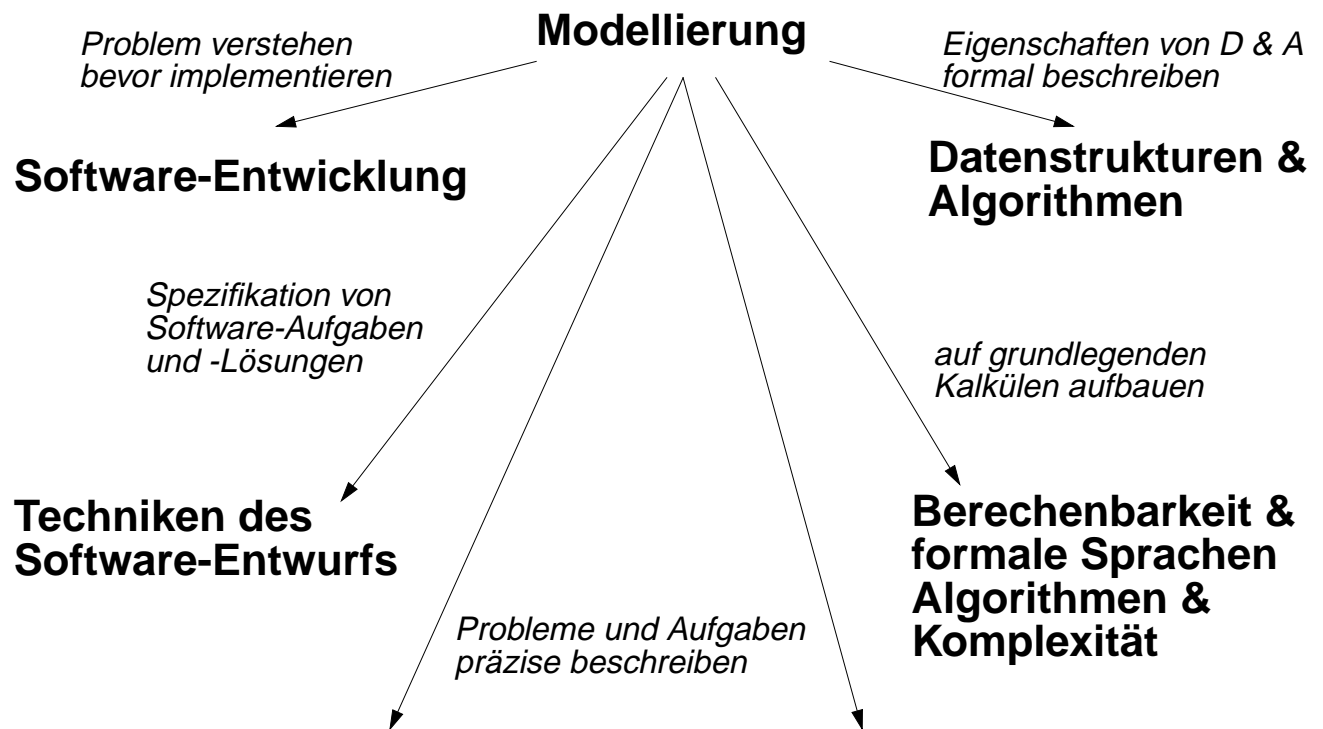 Modellierung
Problem verstehen
bevor implementieren
Eigenschaften von D & A
formal beschreiben
Software-Entwicklung
Datenstrukturen &
Algorithmen
Spezifikation von
Software-Aufgaben
und -Lösungen
auf grundlegenden
Kalkülen aufbauen
Techniken des
Software-Entwurfs
Berechenbarkeit &
formale Sprachen
Algorithmen &
Komplexität
Probleme und Aufgaben
präzise beschreiben